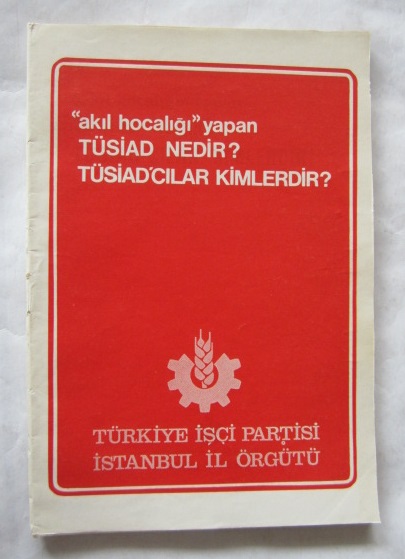 "akıl hocalığı" yapan
TÜSİAD NEDİR?
TÜSİAD'CILAR KİMLERDİR?
TÜRKİYE İŞÇİ PARTİSİ
İSTANBUL İL ÖRGÜTÜ